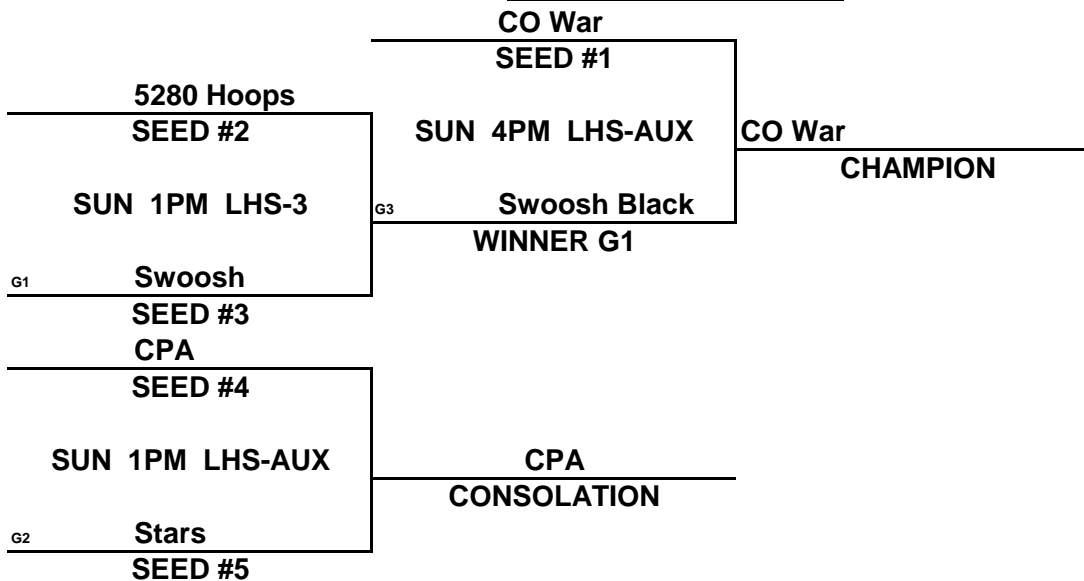 CO War
SEED #1
5280 Hoops
SEED #2
SUN 4PM LHS-AUX
CO War
CHAMPION
SUN 1PM LHS-3
G3 Swoosh Black
WINNER G1
G1 Swoosh
SEED #3
CPA
SEED #4
SUN 1PM LHS-AUX
CPA
CONSOLATION
G2 Stars
SEED #5